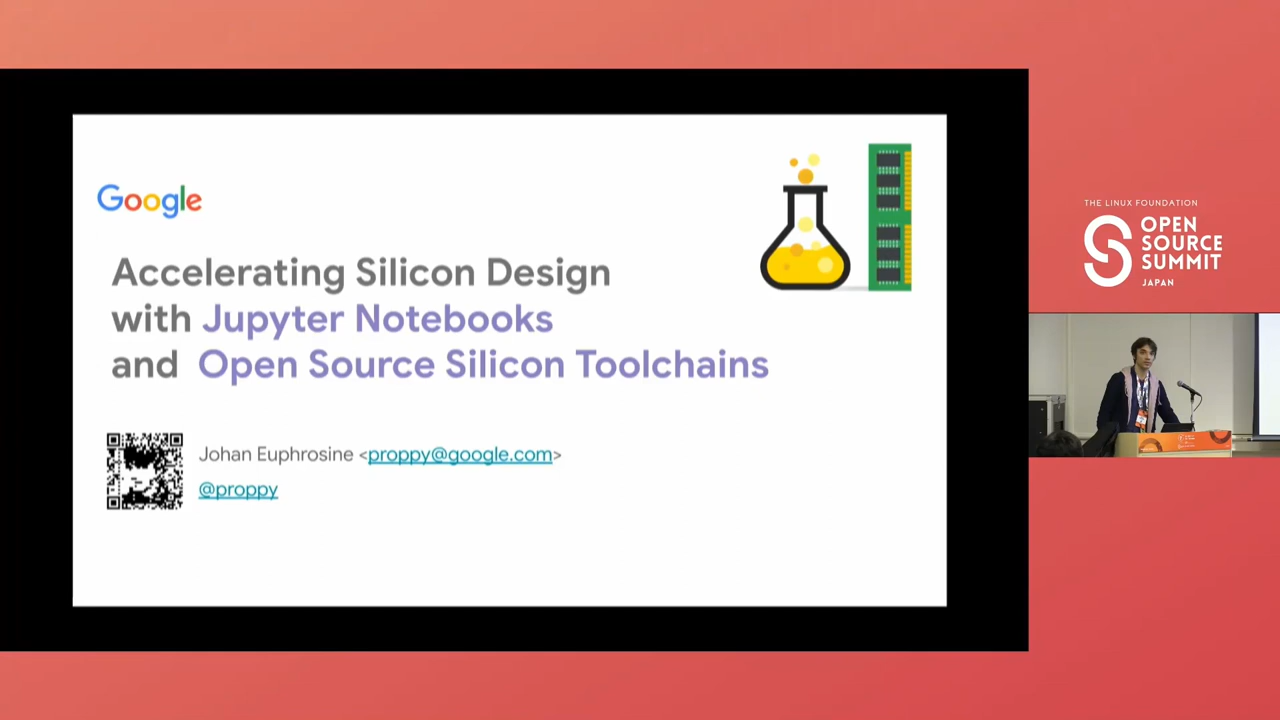 Google
Accelerating Silicon Design
with Jupyter Notebooks
and Open Source Silicon Toolchains
Johan Euphrosine <proppy@google.com>
@proppy
THE LINUX FOUNDATION
OPEN
SOURCE
SUMMIT
JAPAN